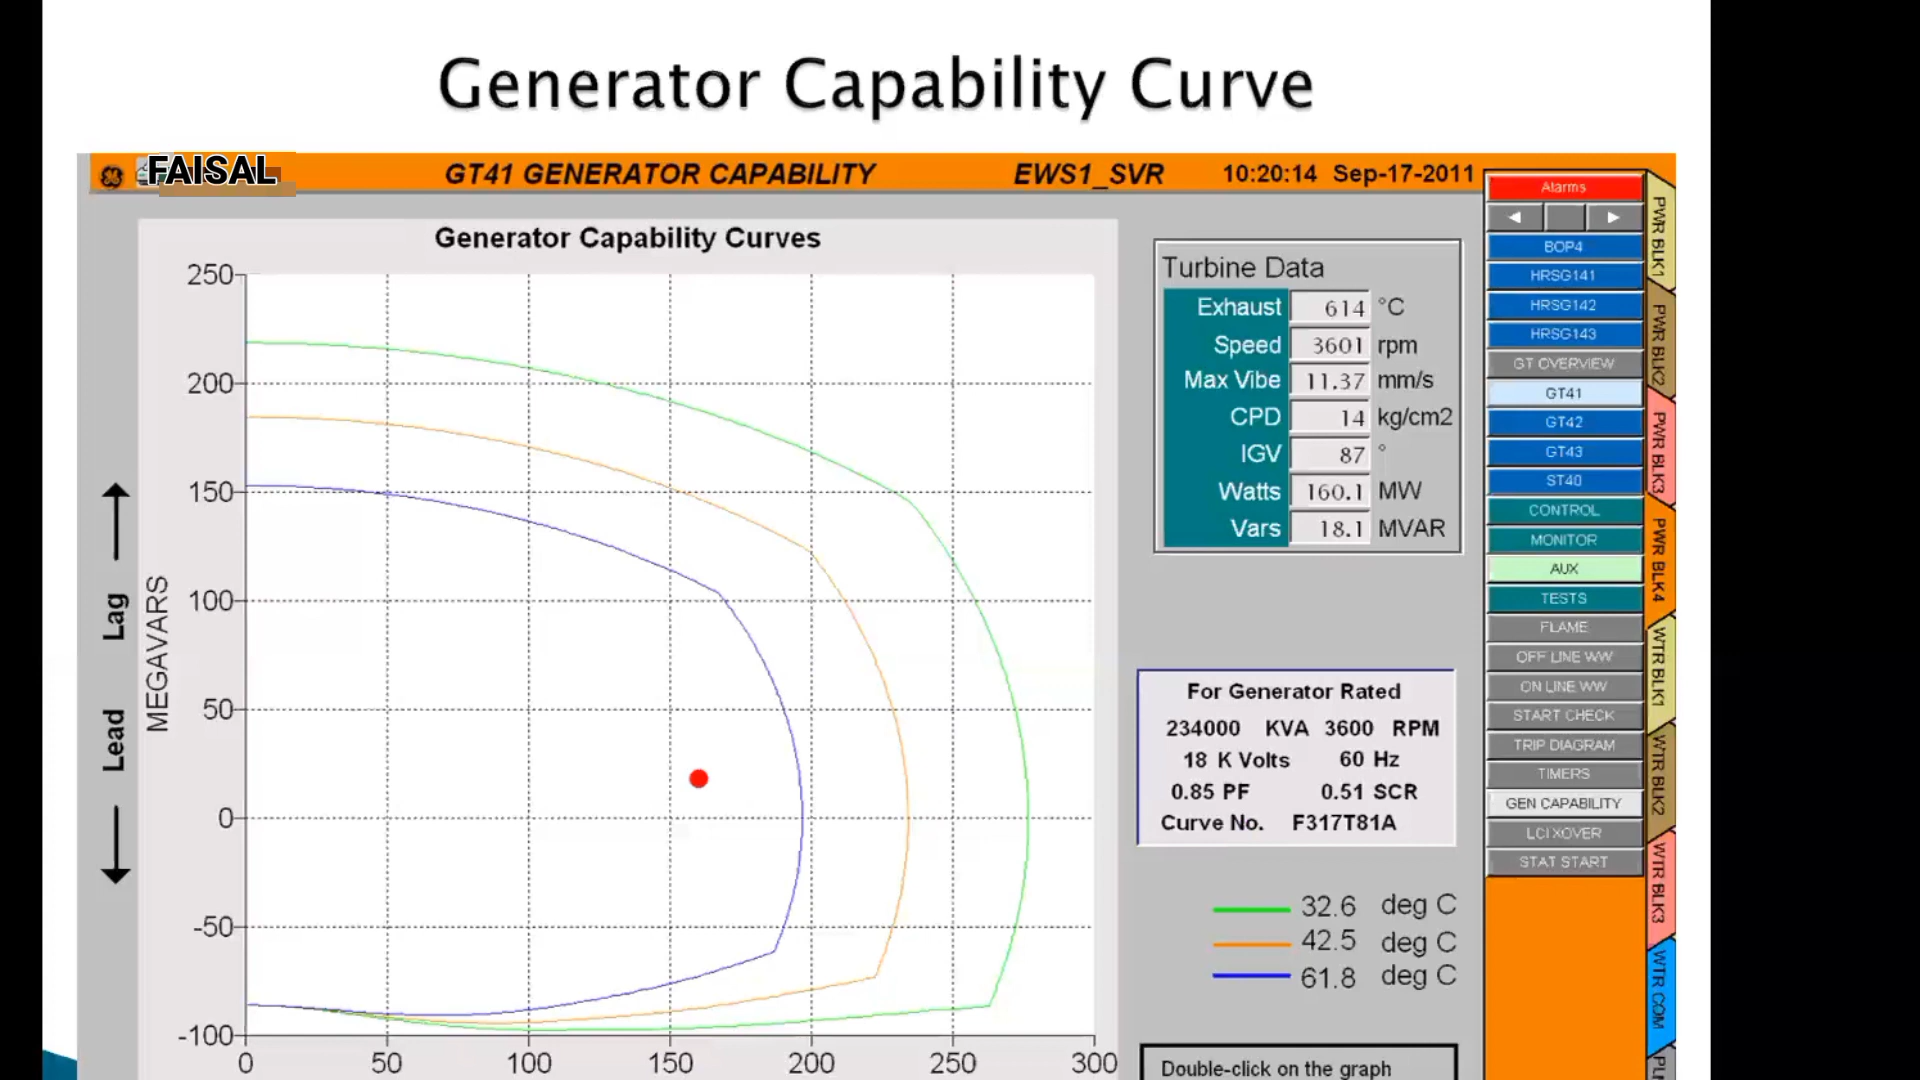 Generator Capability Curve
FAISAL
GT41 GENERATOR CAPABILITY
EWS1_SVR
10:20:14 Sep-17-2011
Generator Capability Curves
250
200
150
100
50
0
-50
-100
0 50 100 150 200 250 300
MEGAVARS
Lag
Lead
Turbine Data
Exhaust 614 °C
Speed 3601 rpm
Max Vibe 11.37 mm/s
CPD 14 kg/cm2
IGV 87 °
Watts 160.1 MW
Vars 18.1 MVAR
For Generator Rated
234000 KVA 3600 RPM
18 K Volts 60 Hz
0.85 PF 0.51 SCR
Curve No. F317T81A
32.6 deg C
42.5 deg C
61.8 deg C
Double-click on the graph
Alarms
BOP4
HRSG141
HRSG142
HRSG143
GT OVERVIEW
GT41
GT42
GT43
ST40
CONTROL
MONITOR
AUX
TESTS
FLAME
OFF LINE WW
ON LINE WW
START CHECK
TRIP DIAGRAM
TIMERS
GEN CAPABILITY
LCI XOVER
STAT START
PWR BLK1
PWR BLK2
PWR BLK3
PWR BLK4
WTR BLK1
WTR BLK2
WTR BLK3
WTR COM